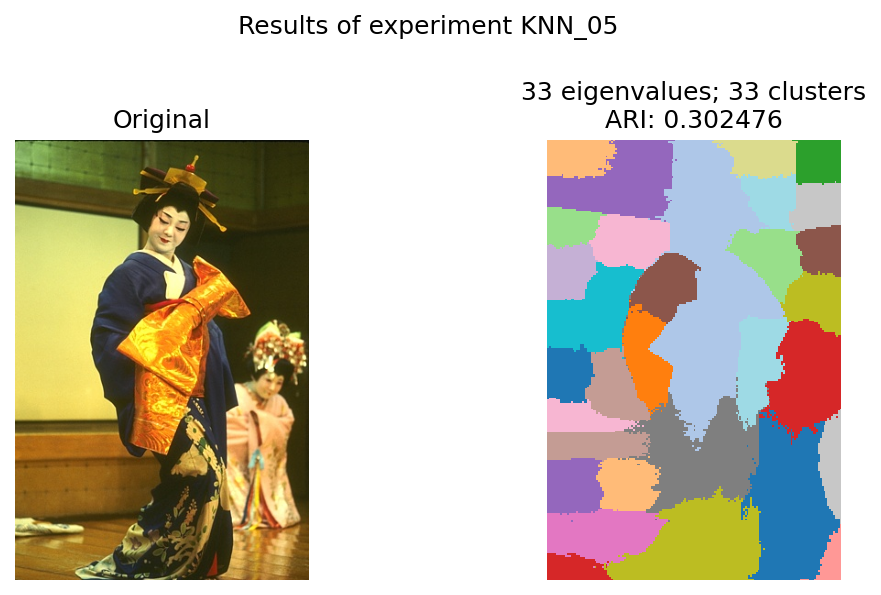 Results of experiment KNN_05
Original
33 eigenvalues; 33 clusters
ARI: 0.302476